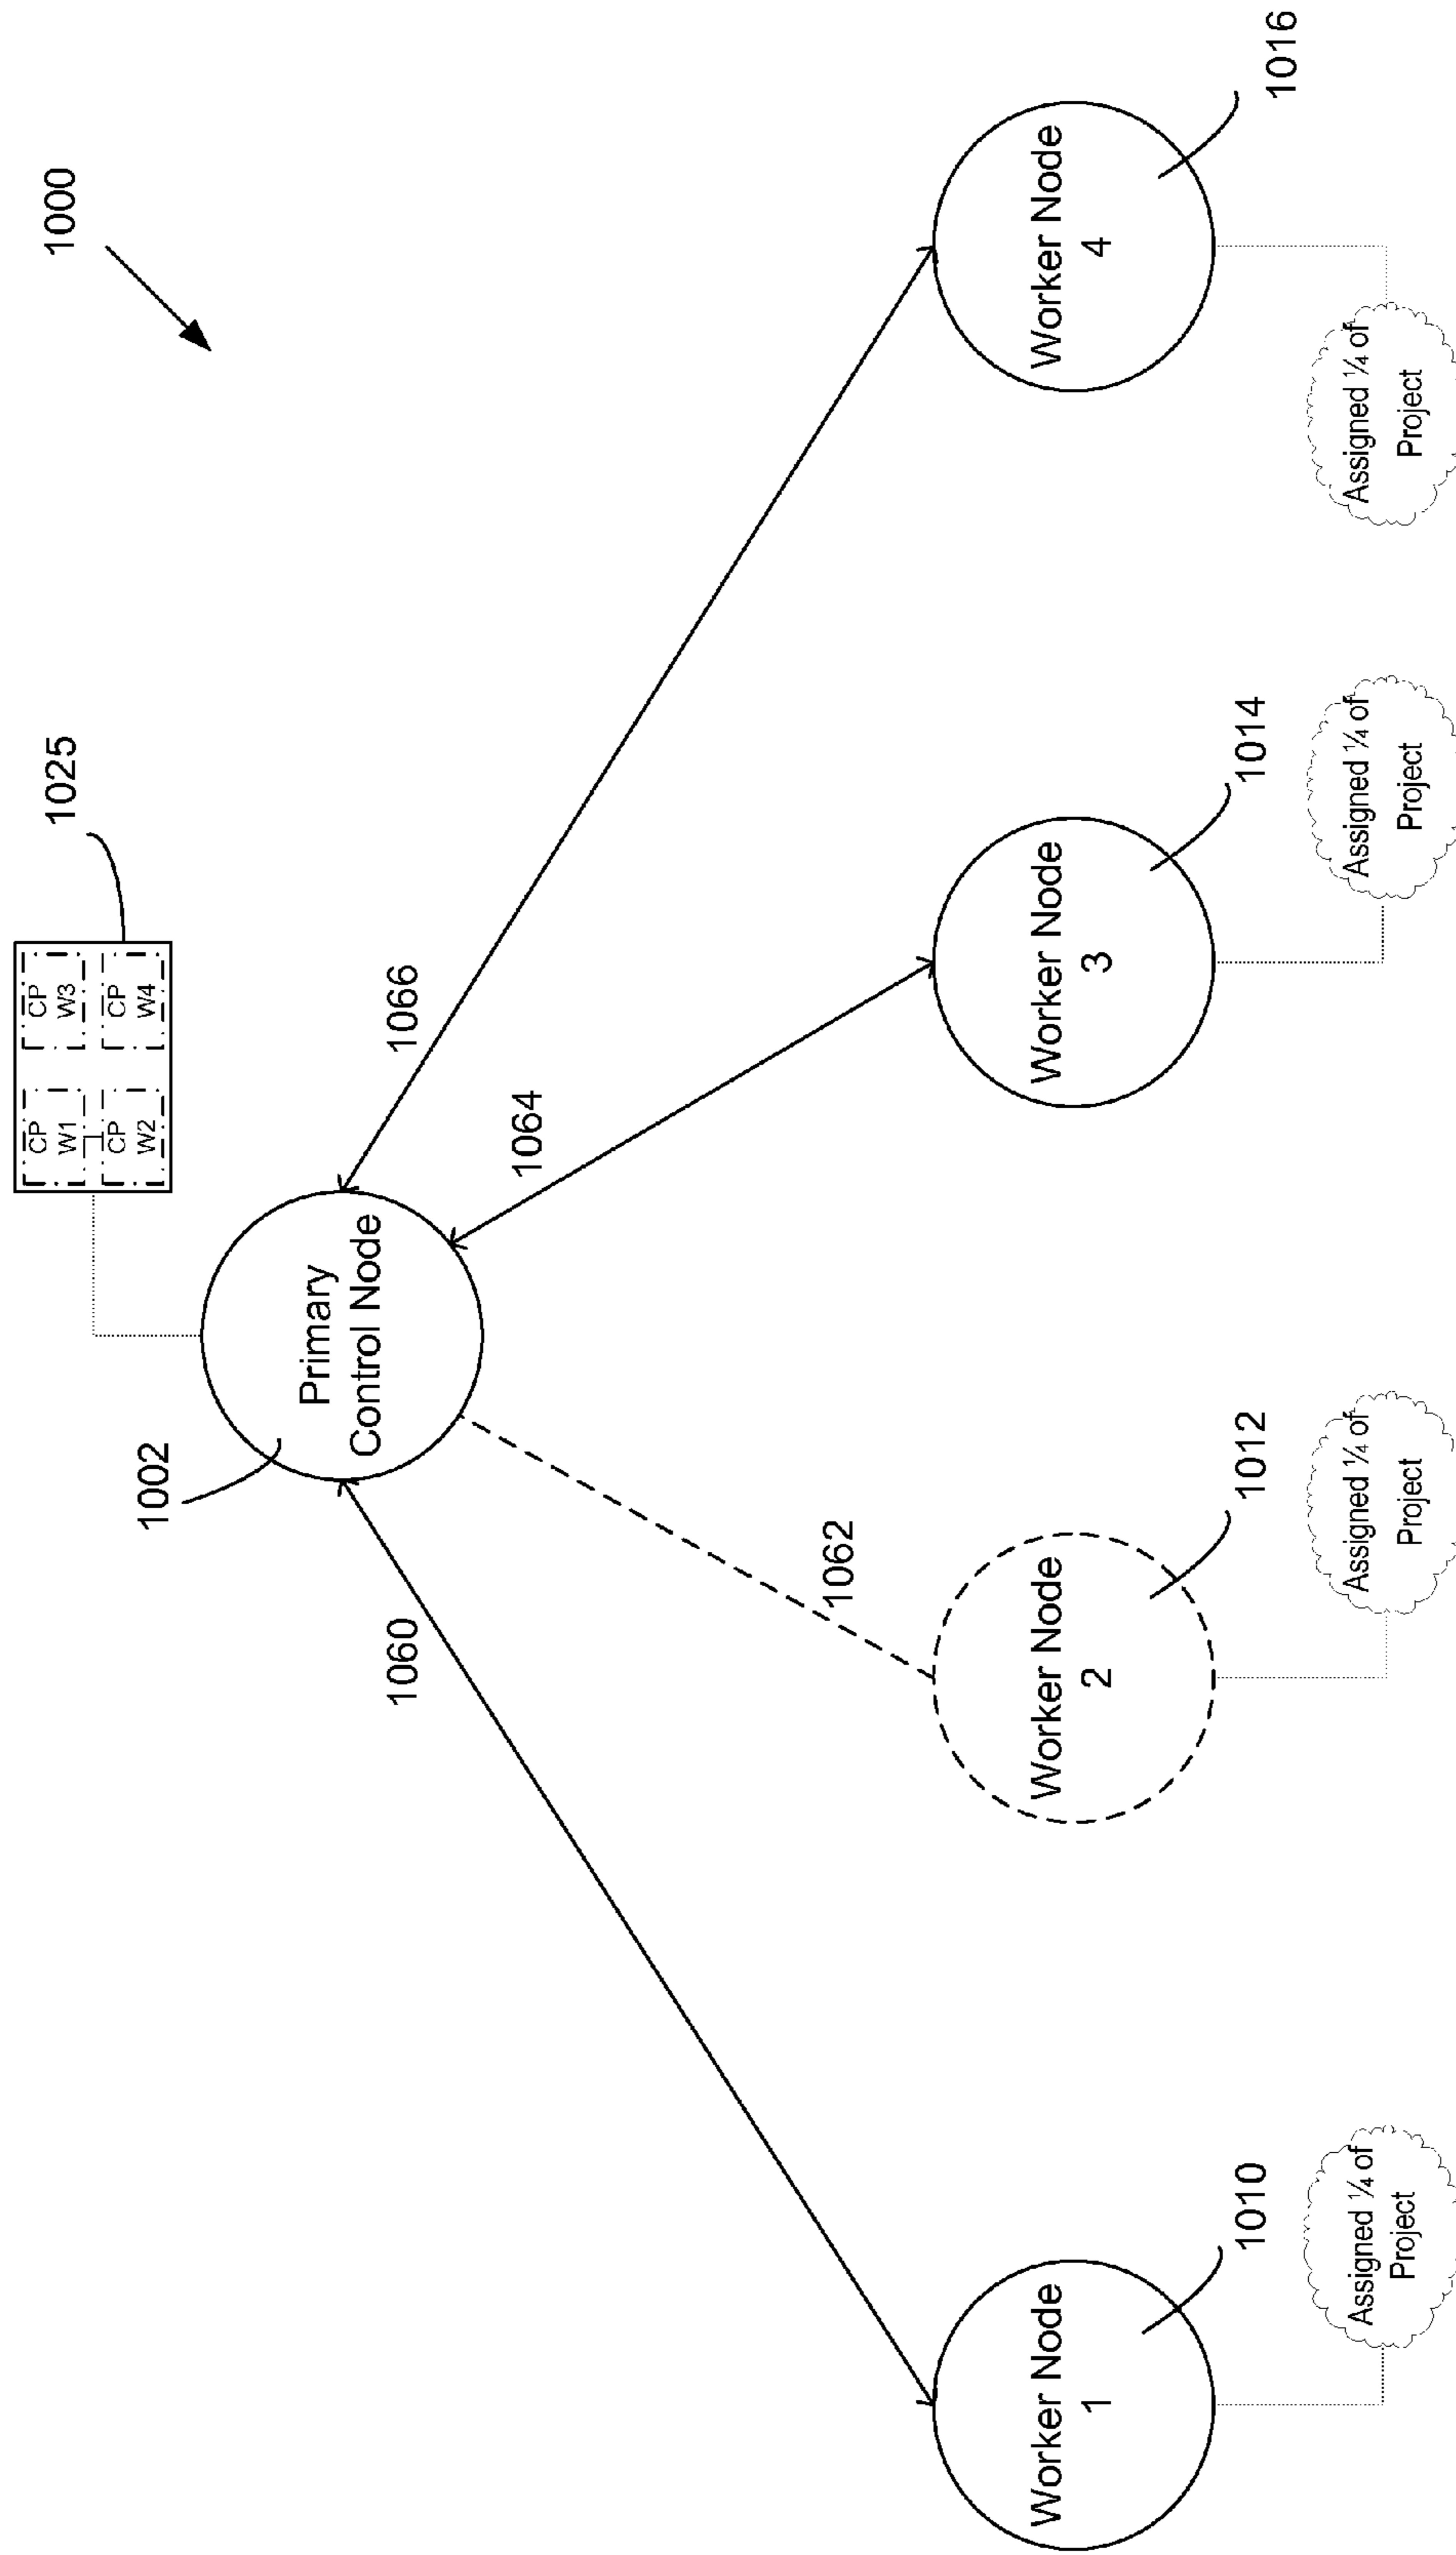 1000
1025
CP
W1
CP
W3
CP
W2
CP
W4
1002
Primary
Control Node
1060
1066
1064
1062
Worker Node
1
Worker Node
2
Worker Node
3
Worker Node
4
1010
1012
1014
1016
Assigned ¼ of
Project
Assigned ¼ of
Project
Assigned ¼ of
Project
Assigned ¼ of
Project